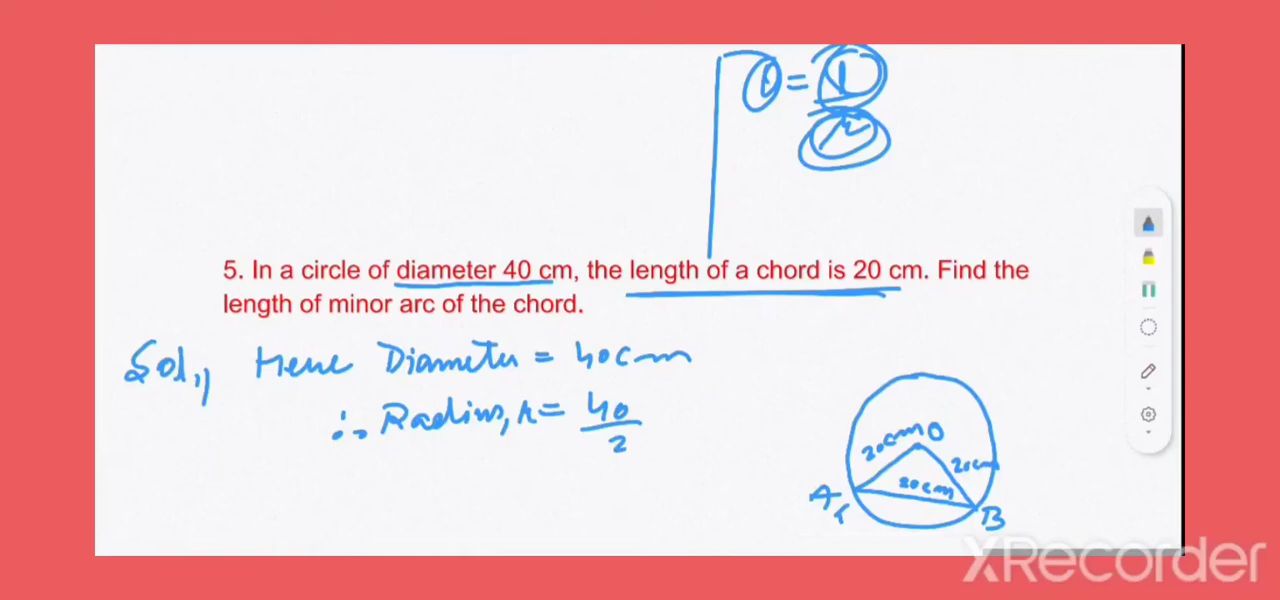 θ = l
r
5. In a circle of diameter 40 cm, the length of a chord is 20 cm. Find the
length of minor arc of the chord.
Sol,, Here Diameter = 40cm
∴ Radius, r = 40
2
20cm O
20cm
20cm
A
B
XRecorder